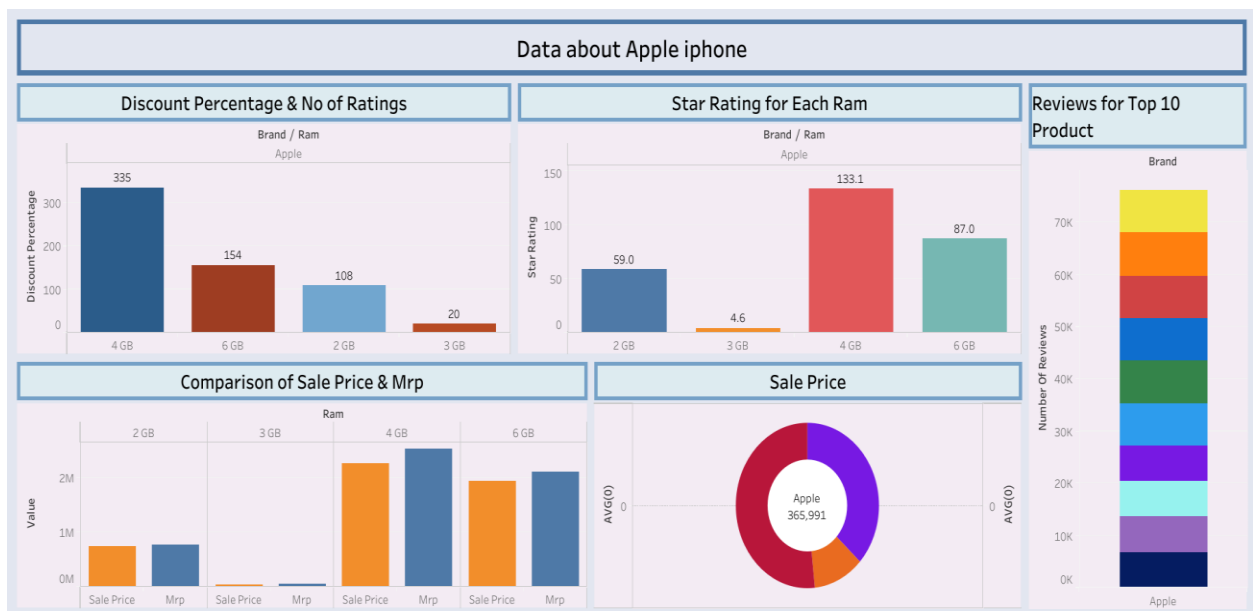 Data about Apple iphone
Discount Percentage & No of Ratings
Brand / Ram
Apple
Discount Percentage
300
200
100
0
335
154
108
20
4 GB
6 GB
2 GB
3 GB
Star Rating for Each Ram
Brand / Ram
Apple
Star Rating
150
100
50
0
59.0
4.6
133.1
87.0
2 GB
3 GB
4 GB
6 GB
Reviews for Top 10
Product
Brand
Number Of Reviews
70K
60K
50K
40K
30K
20K
10K
0K
Apple
Comparison of Sale Price & Mrp
Ram
2 GB
3 GB
4 GB
6 GB
Value
2M
1M
0M
Sale Price
Mrp
Sale Price
Mrp
Sale Price
Mrp
Sale Price
Mrp
Sale Price
AVG(0)
0
Apple
365,991
0
AVG(0)